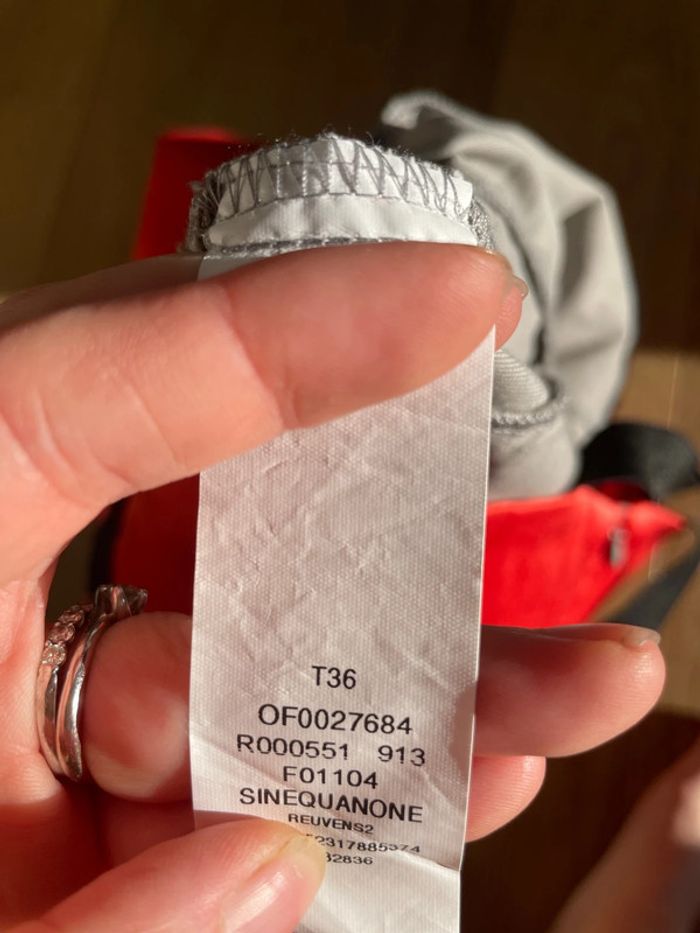 T36
OF0027684
R000551 913
F01104
SINEQUANONE
REUVENS2